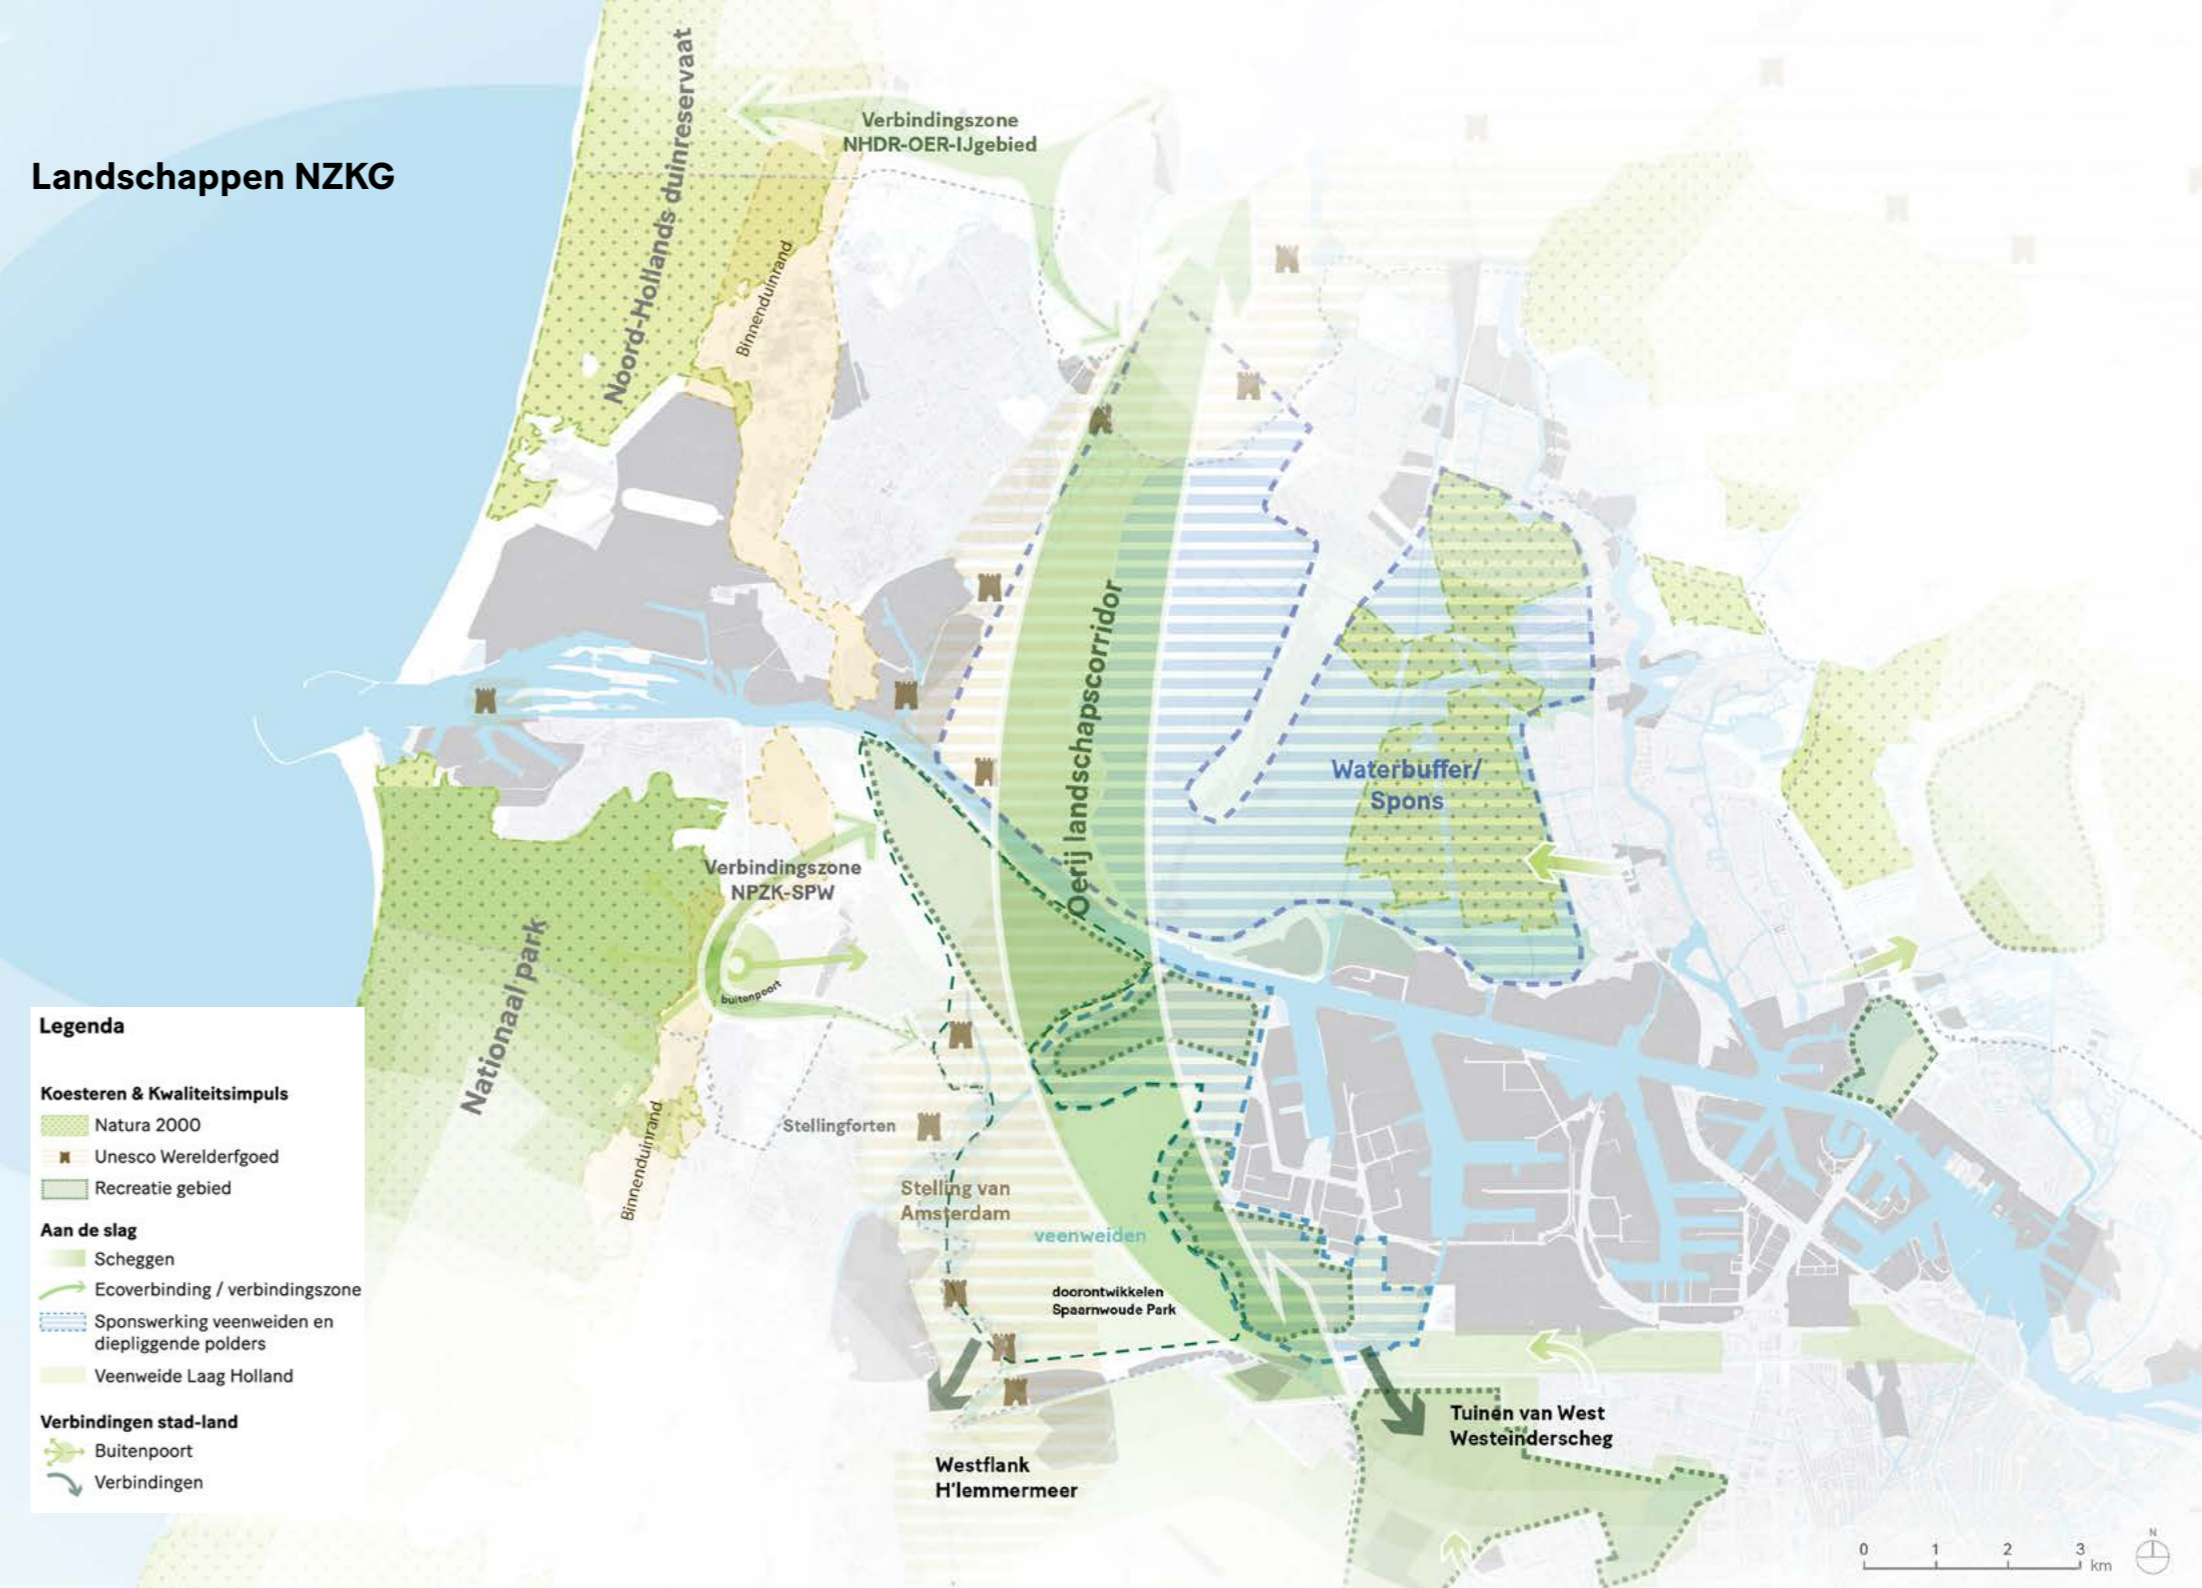 Landschappen NZKG
Noord-Hollands duinreservaat
Binnenduinrand
Verbindingszone
NHDR-OER-IJgebied
Oerij landschapscorridor
Waterbuffer/
Spons
Verbindingszone
NPZK-SPW
buitenpoort
Nationaal park
Binnenduinrand
Stellingforten
Stelling van
Amsterdam
veenweiden
doorontwikkelen
Spaarnwoude Park
Westflank
H'lemmermeer
Tuinen van West
Westeinderscheg
Legenda
Koesteren & Kwaliteitsimpuls
Natura 2000
Unesco Werelderfgoed
Recreatie gebied
Aan de slag
Scheggen
Ecoverbinding / verbindingszone
Sponswerking veenweiden en
diepliggende polders
Veenweide Laag Holland
Verbindingen stad-land
Buitenpoort
Verbindingen
0 1 2 3 km
N